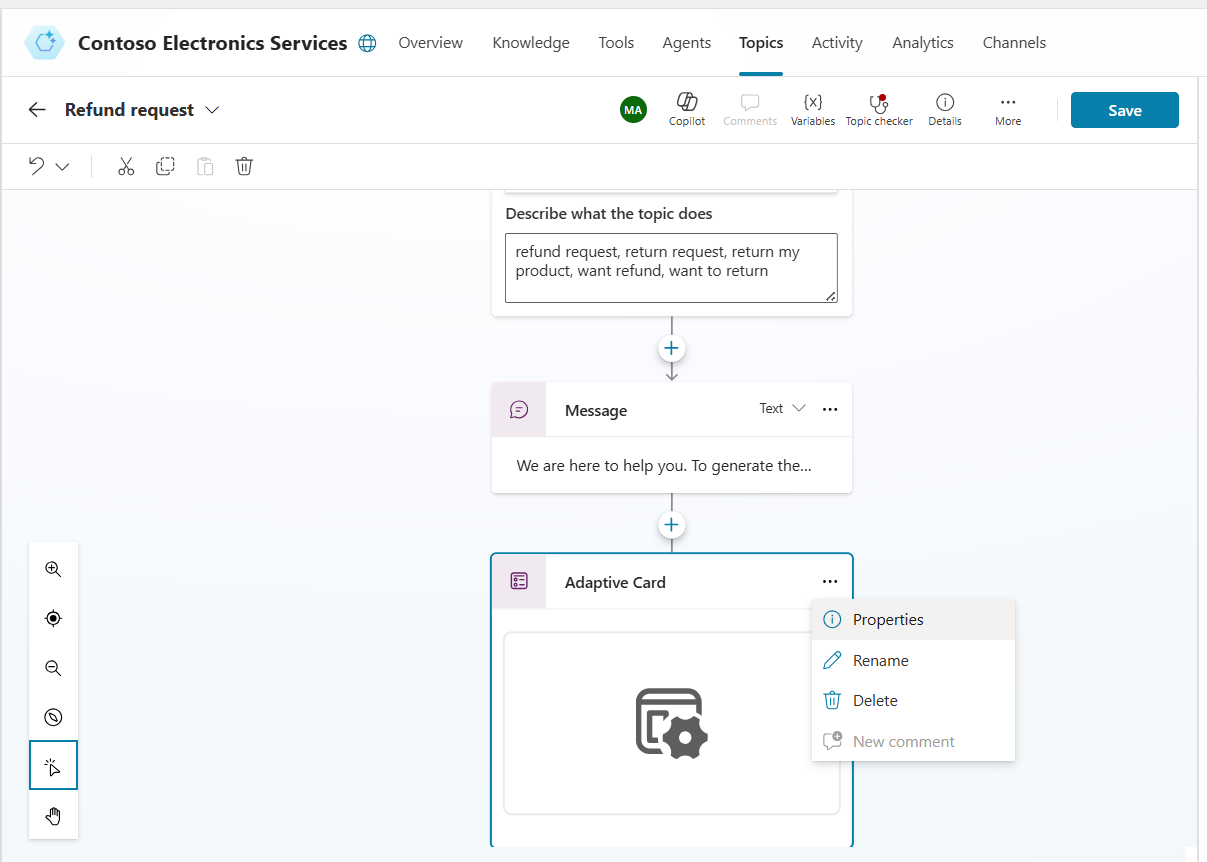 Contoso Electronics Services
Overview
Knowledge
Tools
Agents
Topics
Activity
Analytics
Channels
Refund request
MA
Copilot
Comments
{x}
Variables
Topic checker
Details
More
Save
Describe what the topic does
refund request, return request, return my
product, want refund, want to return
Message
Text
We are here to help you. To generate the...
Adaptive Card
Properties
Rename
Delete
New comment